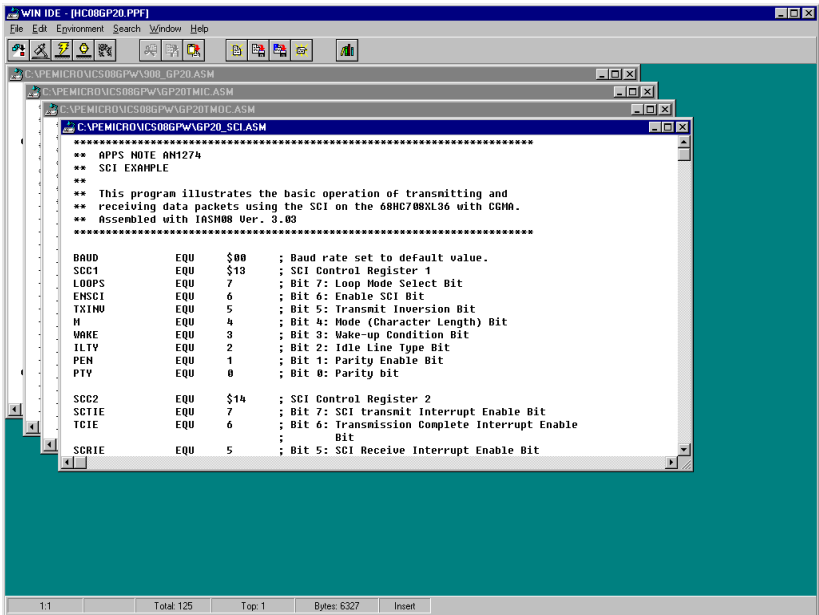 WIN IDE - [HC08GP20.PPF]
File Edit Environment Search Window Help
C:\PEMICRO\ICS08GPW\908_GP20.ASM
C:\PEMICRO\ICS08GPW\GP20TMIC.ASM
C:\PEMICRO\ICS08GPW\GP20TMOC.ASM
C:\PEMICRO\ICS08GPW\GP20_SCI.ASM
************************************************************************
** APPS NOTE AN1274
** SCI EXAMPLE
**
** This program illustrates the basic operation of transmitting and
** receiving data packets using the SCI on the 68HC708XL36 with CGMA.
** Assembled with IASM08 Ver. 3.03
************************************************************************
BAUD EQU $00 ; Baud rate set to default value.
SCC1 EQU $13 ; SCI Control Register 1
LOOPS EQU 7 ; Bit 7: Loop Mode Select Bit
ENSCI EQU 6 ; Bit 6: Enable SCI Bit
TXINV EQU 5 ; Bit 5: Transmit Inversion Bit
M EQU 4 ; Bit 4: Mode (Character Length) Bit
WAKE EQU 3 ; Bit 3: Wake-up Condition Bit
ILTY EQU 2 ; Bit 2: Idle Line Type Bit
PEN EQU 1 ; Bit 1: Parity Enable Bit
PTY EQU 0 ; Bit 0: Parity bit
SCC2 EQU $14 ; SCI Control Register 2
SCTIE EQU 7 ; Bit 7: SCI transmit Interrupt Enable Bit
TCIE EQU 6 ; Bit 6: Transmission Complete Interrupt Enable
; Bit
SCRIE EQU 5 ; Bit 5: SCI Receive Interrupt Enable Bit
1:1 Total: 125 Top: 1 Bytes: 6327 Insert